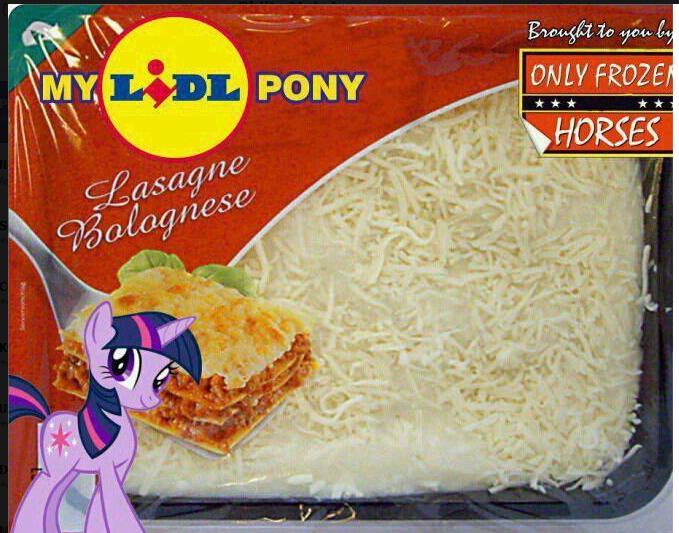 MY LIDL PONY
Lasagne
Bolognese
Brought to you by
ONLY FROZEN
HORSES